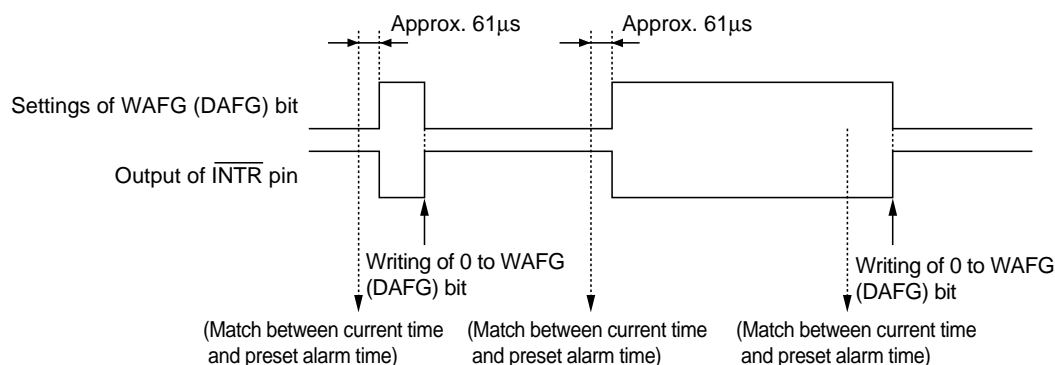 Approx. 61μs
Approx. 61μs
Settings of WAFG (DAFG) bit
Output of INTR pin
Writing of 0 to WAFG
(DAFG) bit
Writing of 0 to WAFG
(DAFG) bit
(Match between current time
and preset alarm time)
(Match between current time
and preset alarm time)
(Match between current time
and preset alarm time)